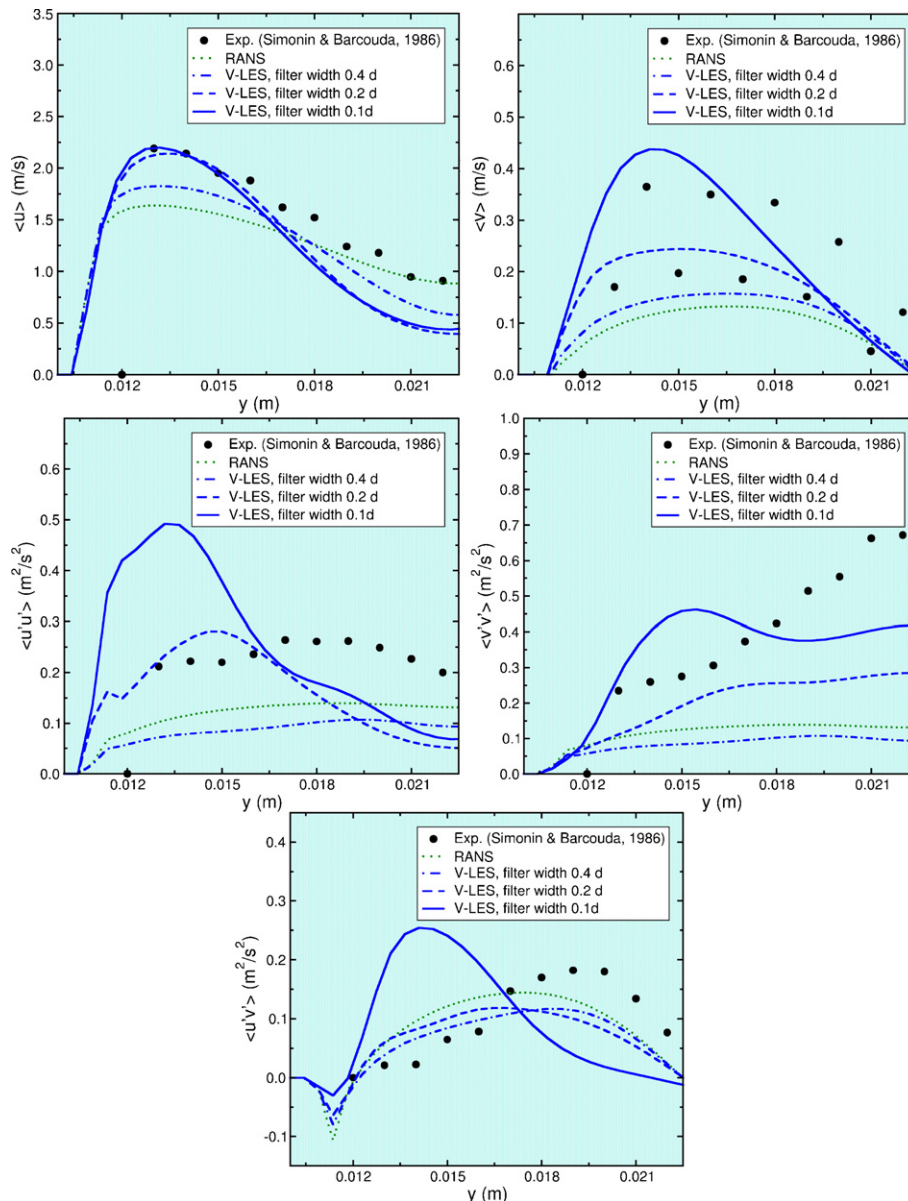 Exp. (Simonin & Barcouda, 1986)
RANS
V-LES, filter width 0.4 d
V-LES, filter width 0.2 d
V-LES, filter width 0.1d
3.5
3.0
2.5
2.0
1.5
1.0
0.5
0.0
<u> (m/s)
0.012
0.015
0.018
0.021
y (m)
Exp. (Simonin & Barcouda, 1986)
RANS
V-LES, filter width 0.4 d
V-LES, filter width 0.2 d
V-LES, filter width 0.1d
0.6
0.5
0.4
0.3
0.2
0.1
0.0
<v> (m/s)
0.012
0.015
0.018
0.021
y (m)
Exp. (Simonin & Barcouda, 1986)
RANS
V-LES, filter width 0.4 d
V-LES, filter width 0.2 d
V-LES, filter width 0.1d
0.6
0.5
0.4
0.3
0.2
0.1
0.0
<u'u'> (m²/s²)
0.012
0.015
0.018
0.021
y (m)
Exp. (Simonin & Barcouda, 1986)
RANS
V-LES, filter width 0.4 d
V-LES, filter width 0.2 d
V-LES, filter width 0.1d
1.0
0.9
0.8
0.7
0.6
0.5
0.4
0.3
0.2
0.1
0.0
<v'v'> (m²/s²)
0.012
0.015
0.018
0.021
y (m)
Exp. (Simonin & Barcouda, 1986)
RANS
V-LES, filter width 0.4 d
V-LES, filter width 0.2 d
V-LES, filter width 0.1d
0.4
0.3
0.2
0.1
0.0
-0.1
<u'v'> (m²/s²)
0.012
0.015
0.018
0.021
y (m)